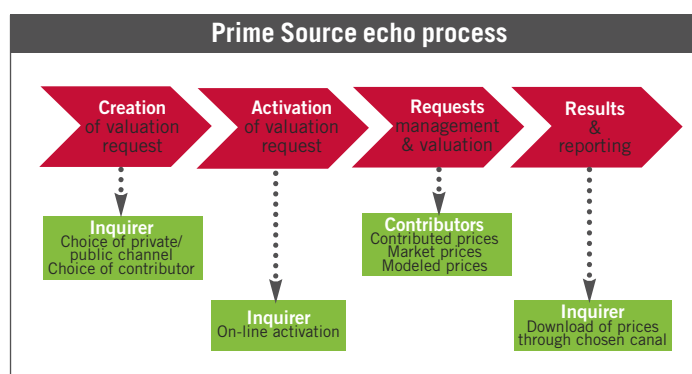 Prime Source echo process
Creation
of valuation
request
Activation
of valuation
request
Requests
management
& valuation
Results
&
reporting
Inquirer
Choice of private/
public channel
Choice of contributor
Inquirer
On-line activation
Contributors
Contributed prices
Market prices
Modeled prices
Inquirer
Download of prices
through chosen canal